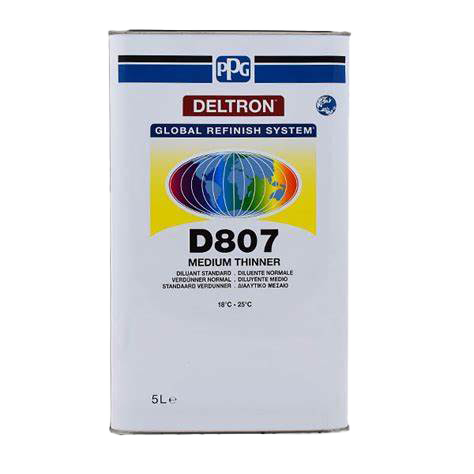 PPG
DELTRON
GLOBAL REFINISH SYSTEM
D807
MEDIUM THINNER
DILUANT STANDARD . DILUENTE NORMALE
VERDÜNNER NORMAL . DILUYENTE MEDIO
STANDAARD VERDUNNER . ΔΙΑΛΥΤΙΚΟ ΜΕΣΑΙΟ
18°C - 25°C
5L℮